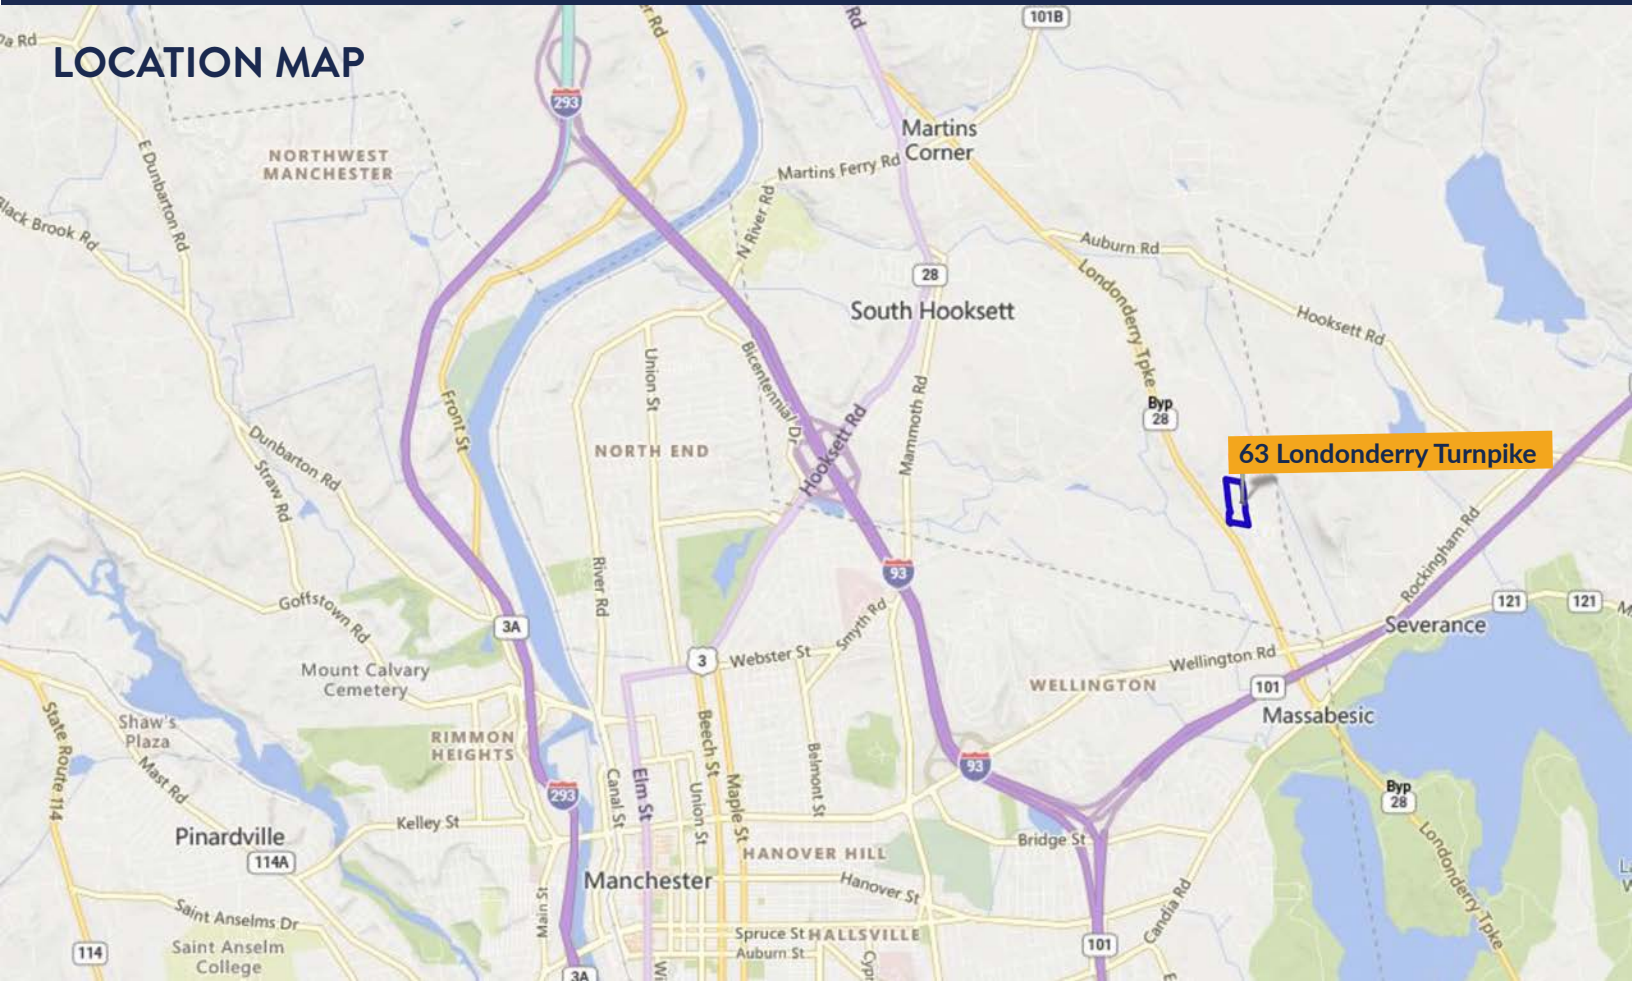 LOCATION MAP
101B
293
NORTHWEST
MANCHESTER
E Dunbarton Rd
Martins
Corner
Martins Ferry Rd
N River Rd
Auburn Rd
28
South Hooksett
Londonderry Tpke
Hooksett Rd
Union St
Bicentennial Dr
Front St
Mammoth Rd
Byp
28
Hooksett Rd
NORTH END
63 Londonderry Turnpike
Dunbarton Rd
Straw Rd
Rockingham Rd
93
River Rd
Goffstown Rd
3A
Smyth Rd
121
121
Severance
3
Webster St
Wellington Rd
Mount Calvary
Cemetery
WELLINGTON
101
Massabesic
State Route 114
Shaw's
Plaza
RIMMON
HEIGHTS
Beech St
Mast Rd
93
Belmont St
Canal St
Elm St
Union St
Maple St
293
Byp
28
Kelley St
Pinardville
114A
Bridge St
HANOVER HILL
Londonderry Tpke
Manchester
Hanover St
Main St
Candia Rd
Saint Anselms Dr
Spruce St
HALLSVILLE
Auburn St
114
Saint Anselm
College
101
3A